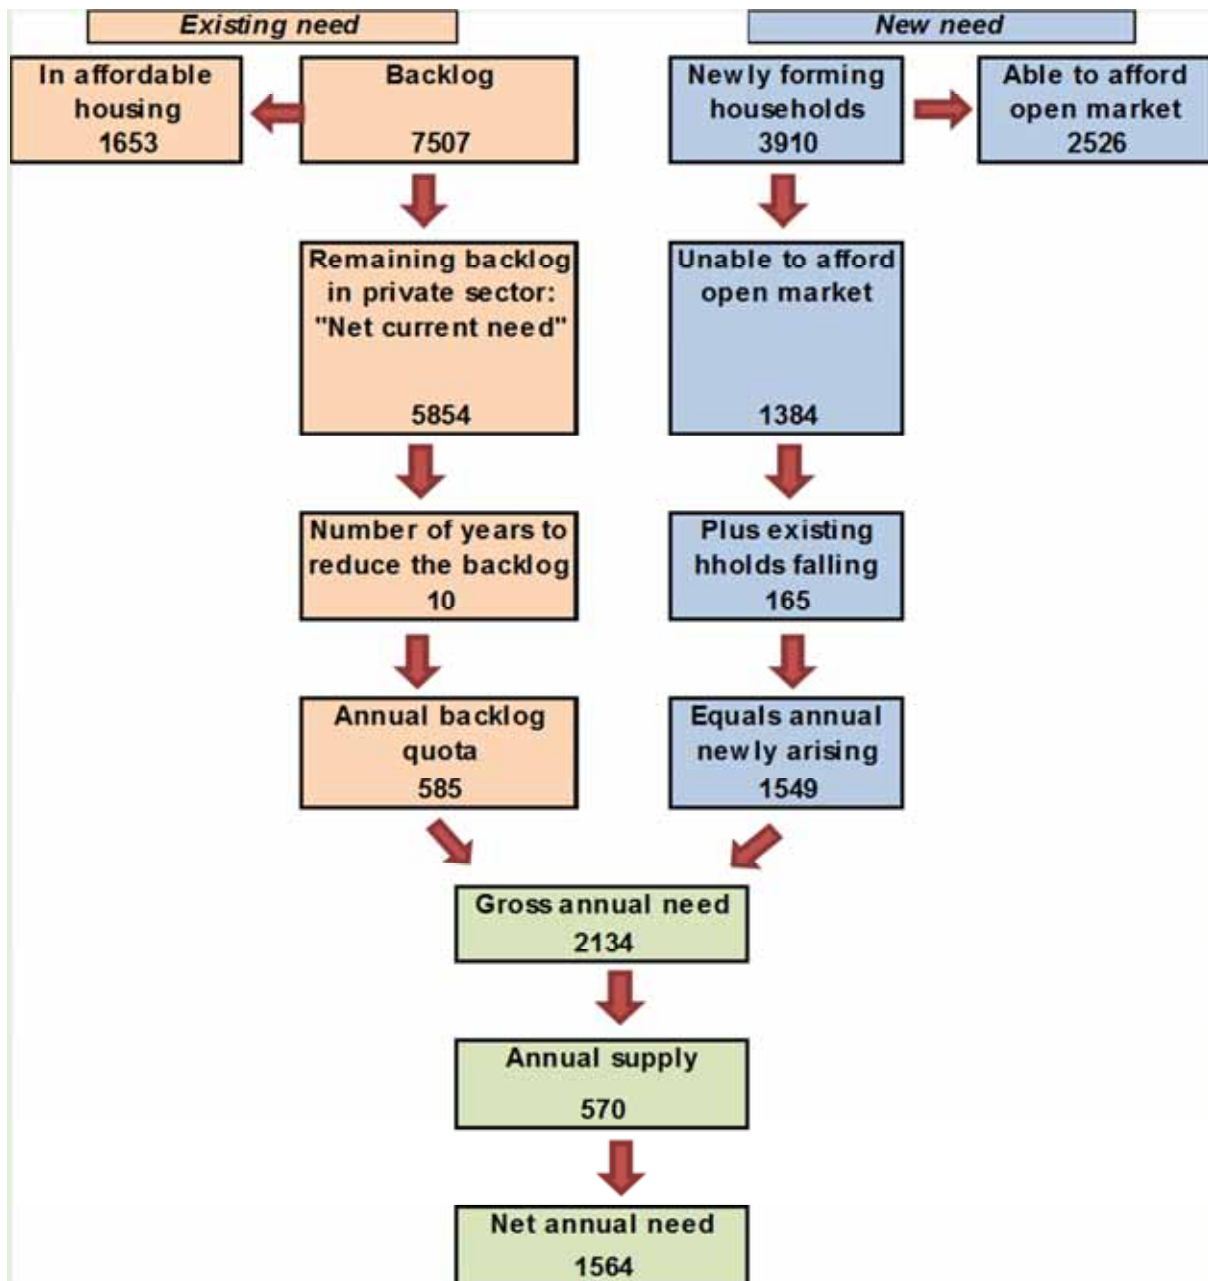 Existing need
New need
In affordable
housing
1653
Backlog
7507
Newly forming
households
3910
Able to afford
open market
2526
Remaining backlog
in private sector:
"Net current need"
5854
Unable to afford
open market
1384
Number of years to
reduce the backlog
10
Plus existing
hholds falling
165
Annual backlog
quota
585
Equals annual
newly arising
1549
Gross annual need
2134
Annual supply
570
Net annual need
1564